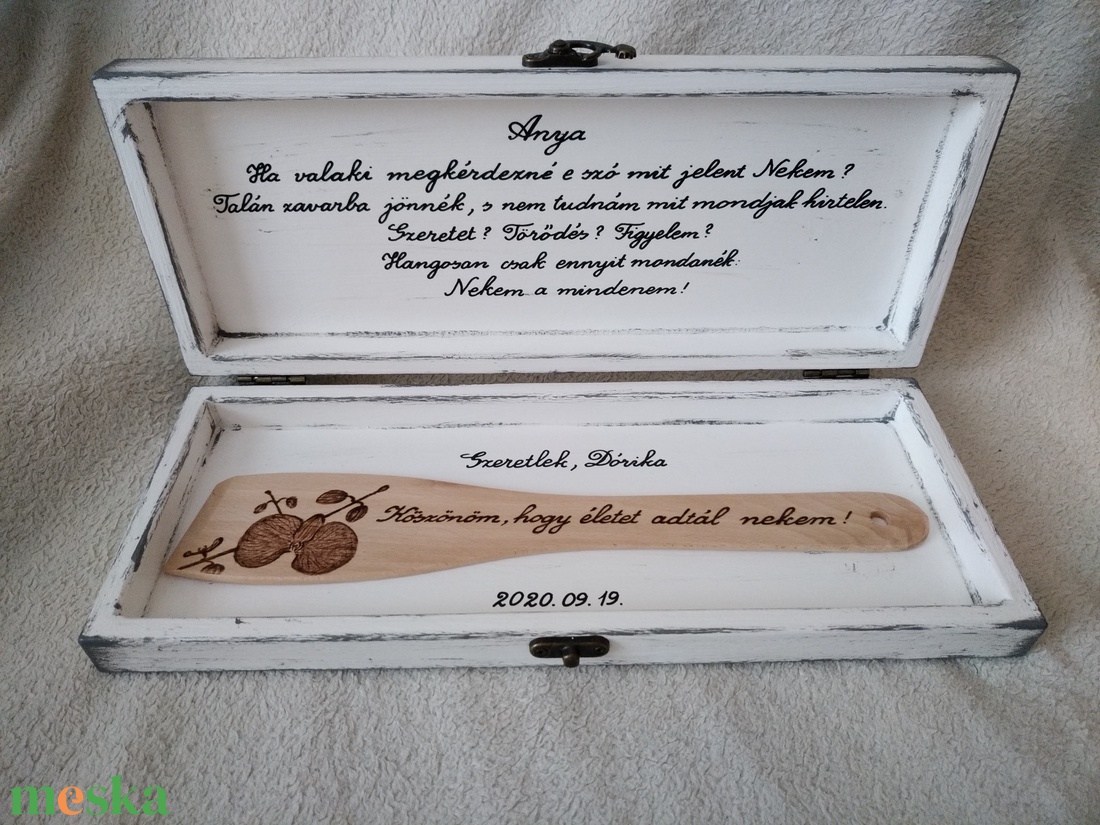 Anya
Ha valaki megkérdezné e szó mit jelent Nekem?
Talán zavarba jönnék, s nem tudnám mit mondjak hirtelen.
Szeretet? Törődés? Figyelem?
Hangosan csak ennyit mondanék:
Nekem a mindenem!
Szeretlek, Dórika
Köszönöm, hogy életet adtál nekem!
2020.09.19.
meska